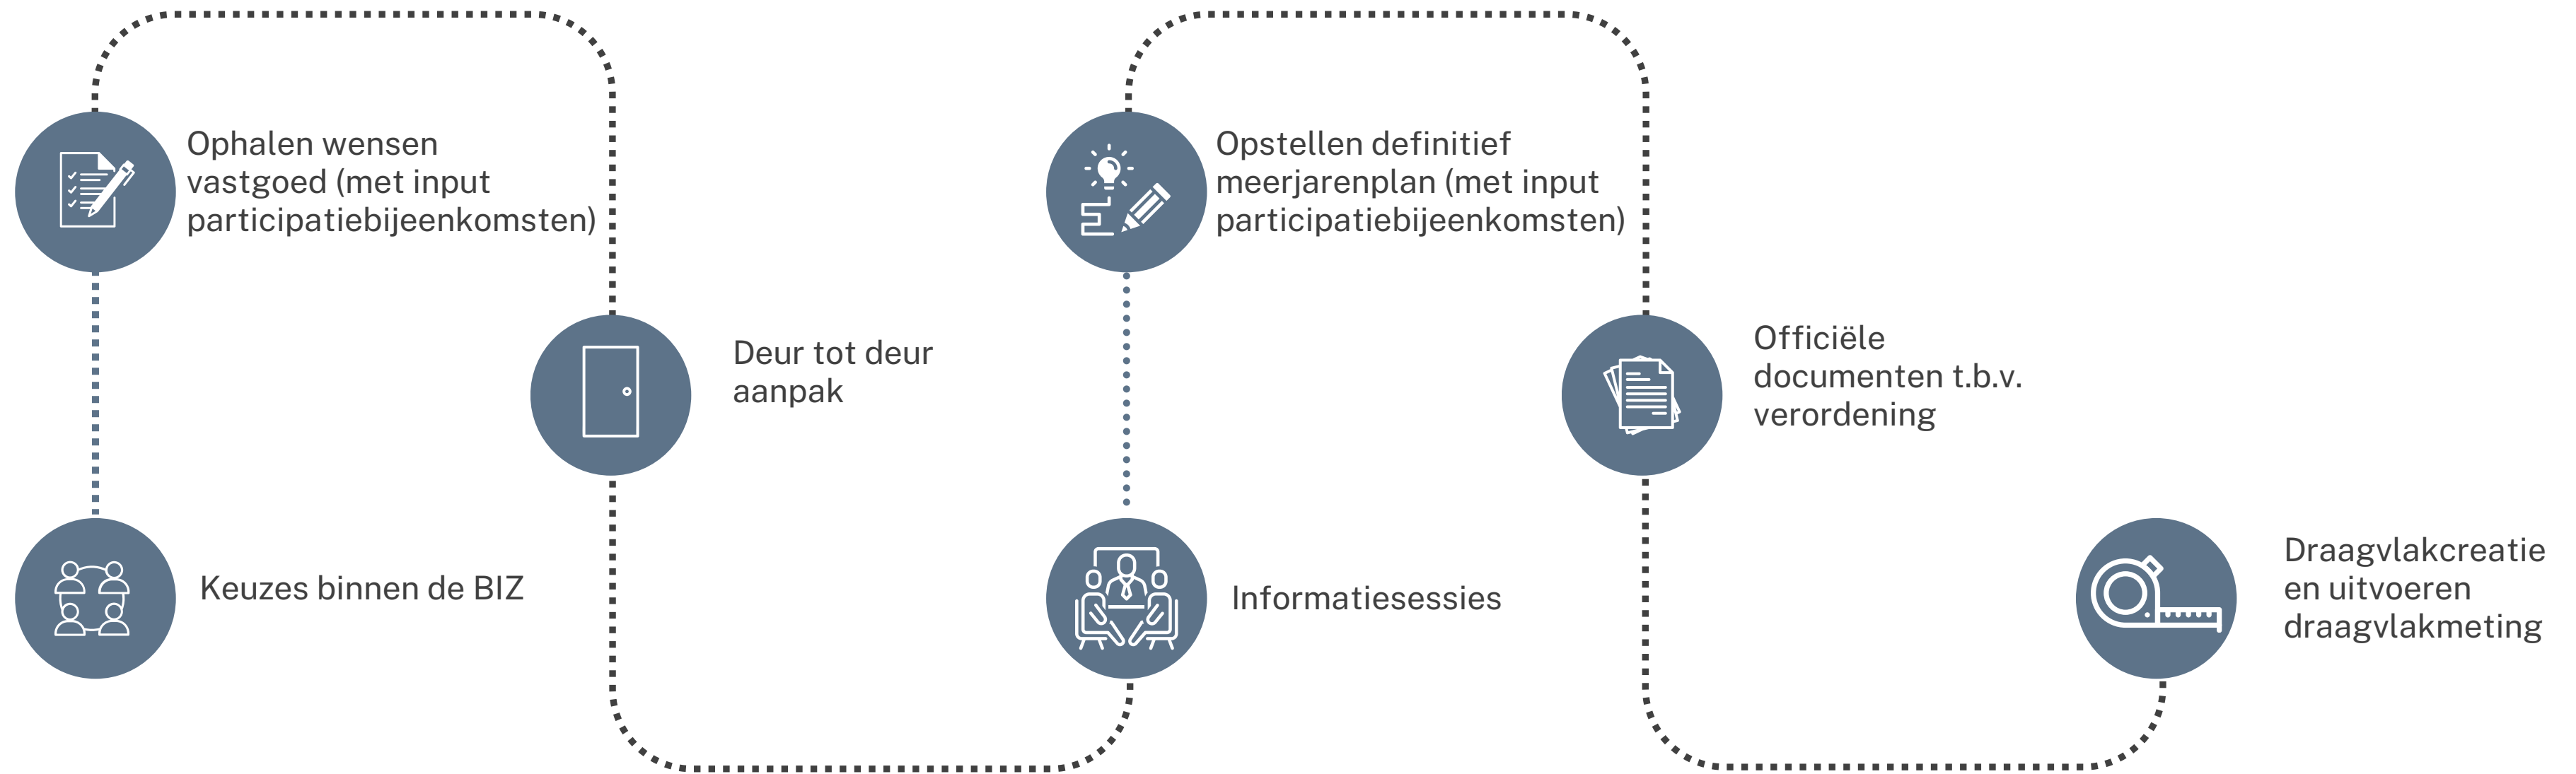 Ophalen wensen
vastgoed (met input
participatiebijeenkomsten)
Keuzes binnen de BIZ
Deur tot deur
aanpak
Opstellen definitief
meerjarenplan (met input
participatiebijeenkomsten)
Informatiesessies
Officiële
documenten t.b.v.
verordening
Draagvlakcreatie
en uitvoeren
draagvlakmeting